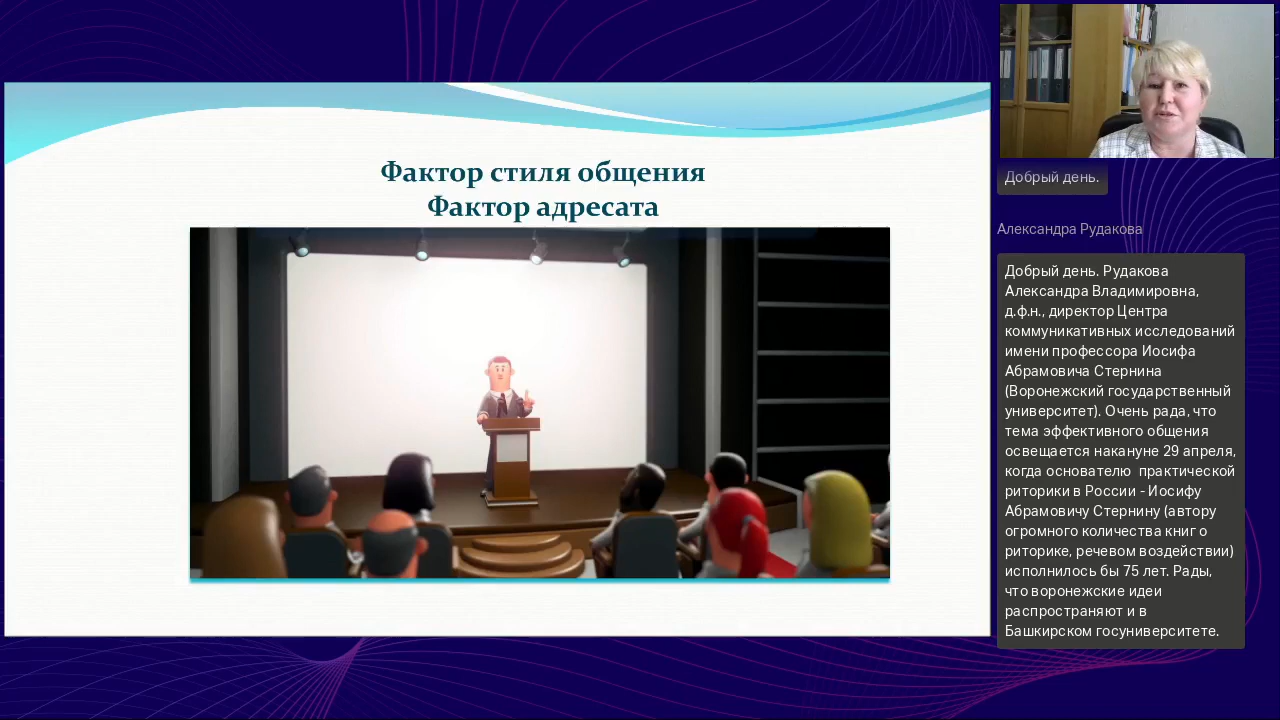 Фактор стиля общения
Фактор адресата
Добрый день.
Александра Рудакова
Добрый день. Рудакова
Александра Владимировна,
д.ф.н., директор Центра
коммуникативных исследований
имени профессора Иосифа
Абрамовича Стернина
(Воронежский государственный
университет). Очень рада, что
тема эффективного общения
освещается накануне 29 апреля,
когда основателю  практической
риторики в России - Иосифу
Абрамовичу Стернину (автору
огромного количества книг о
риторике, речевом воздействии)
исполнилось бы 75 лет. Рады,
что воронежские идеи
распространяют и в
Башкирском госуниверситете.